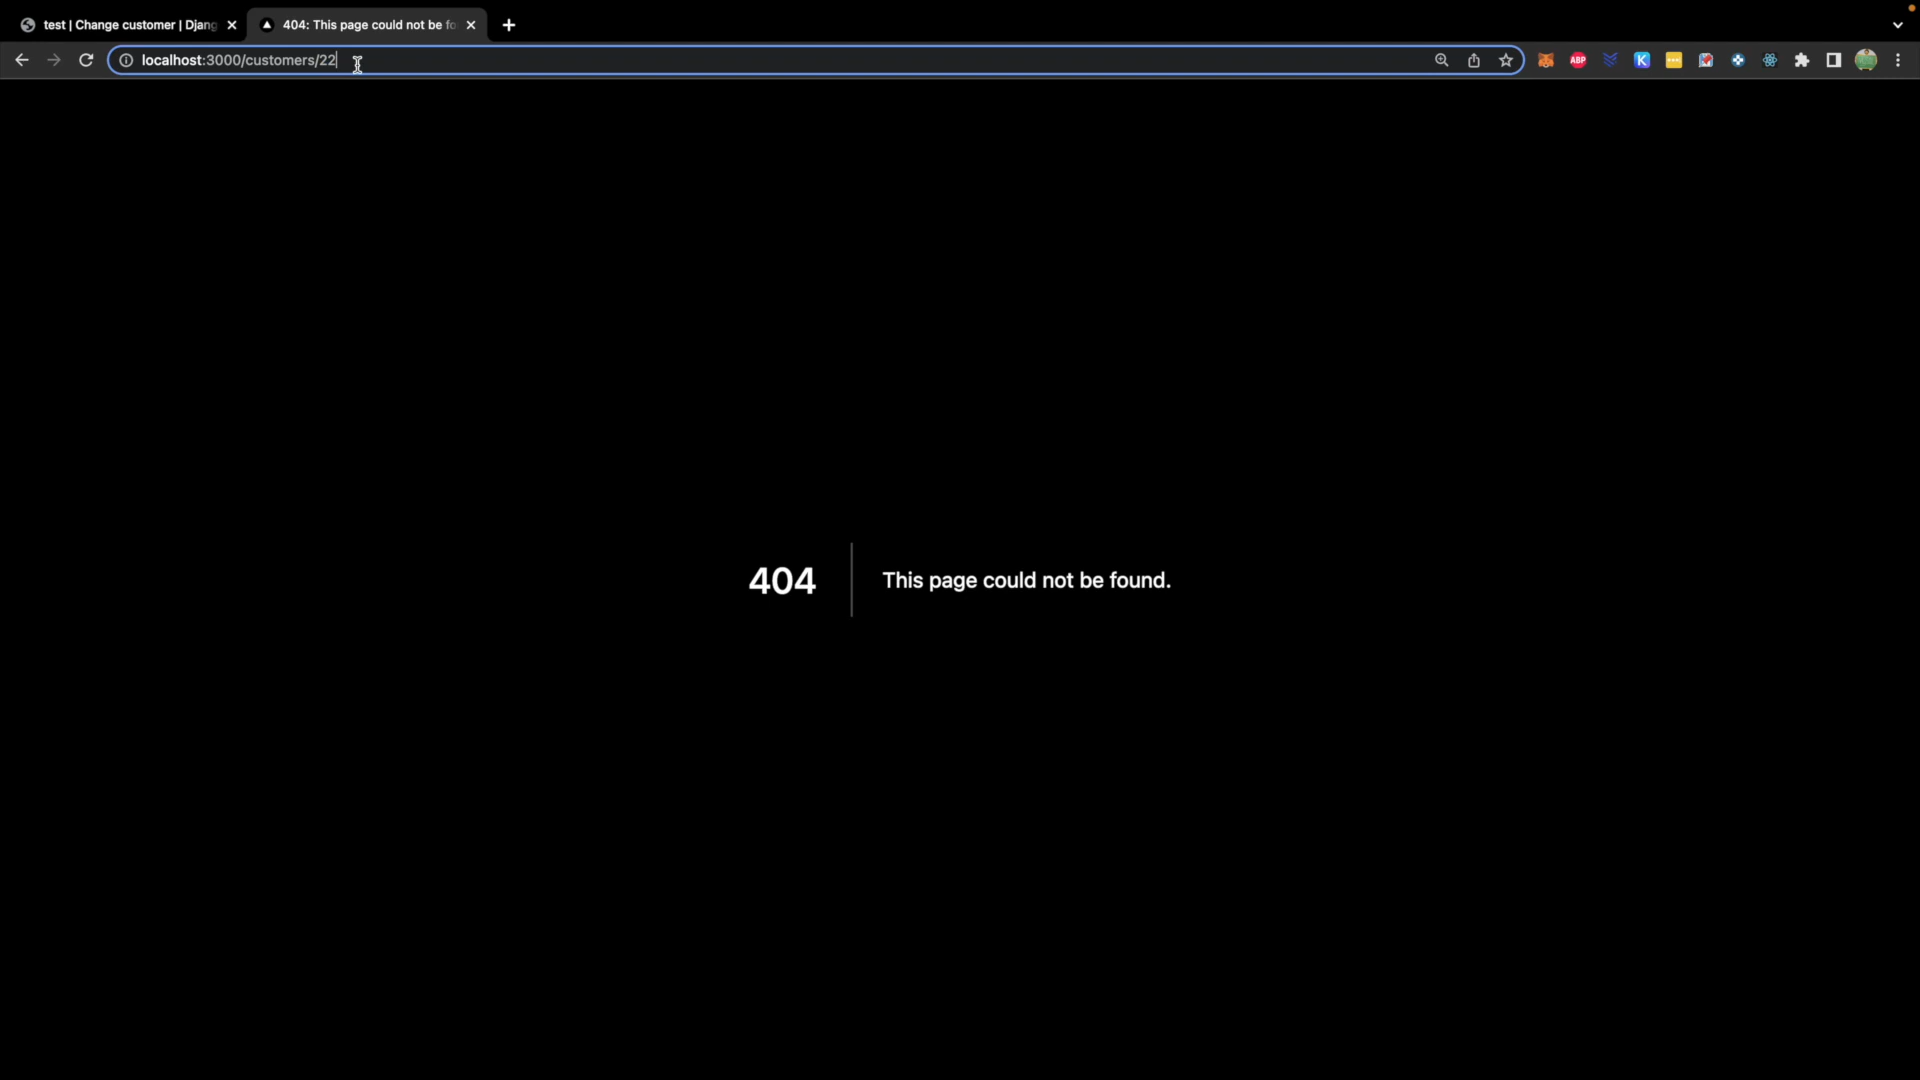 test | Change customer | Djang
404: This page could not be fo
localhost:3000/customers/22
ABP
K
404
This page could not be found.